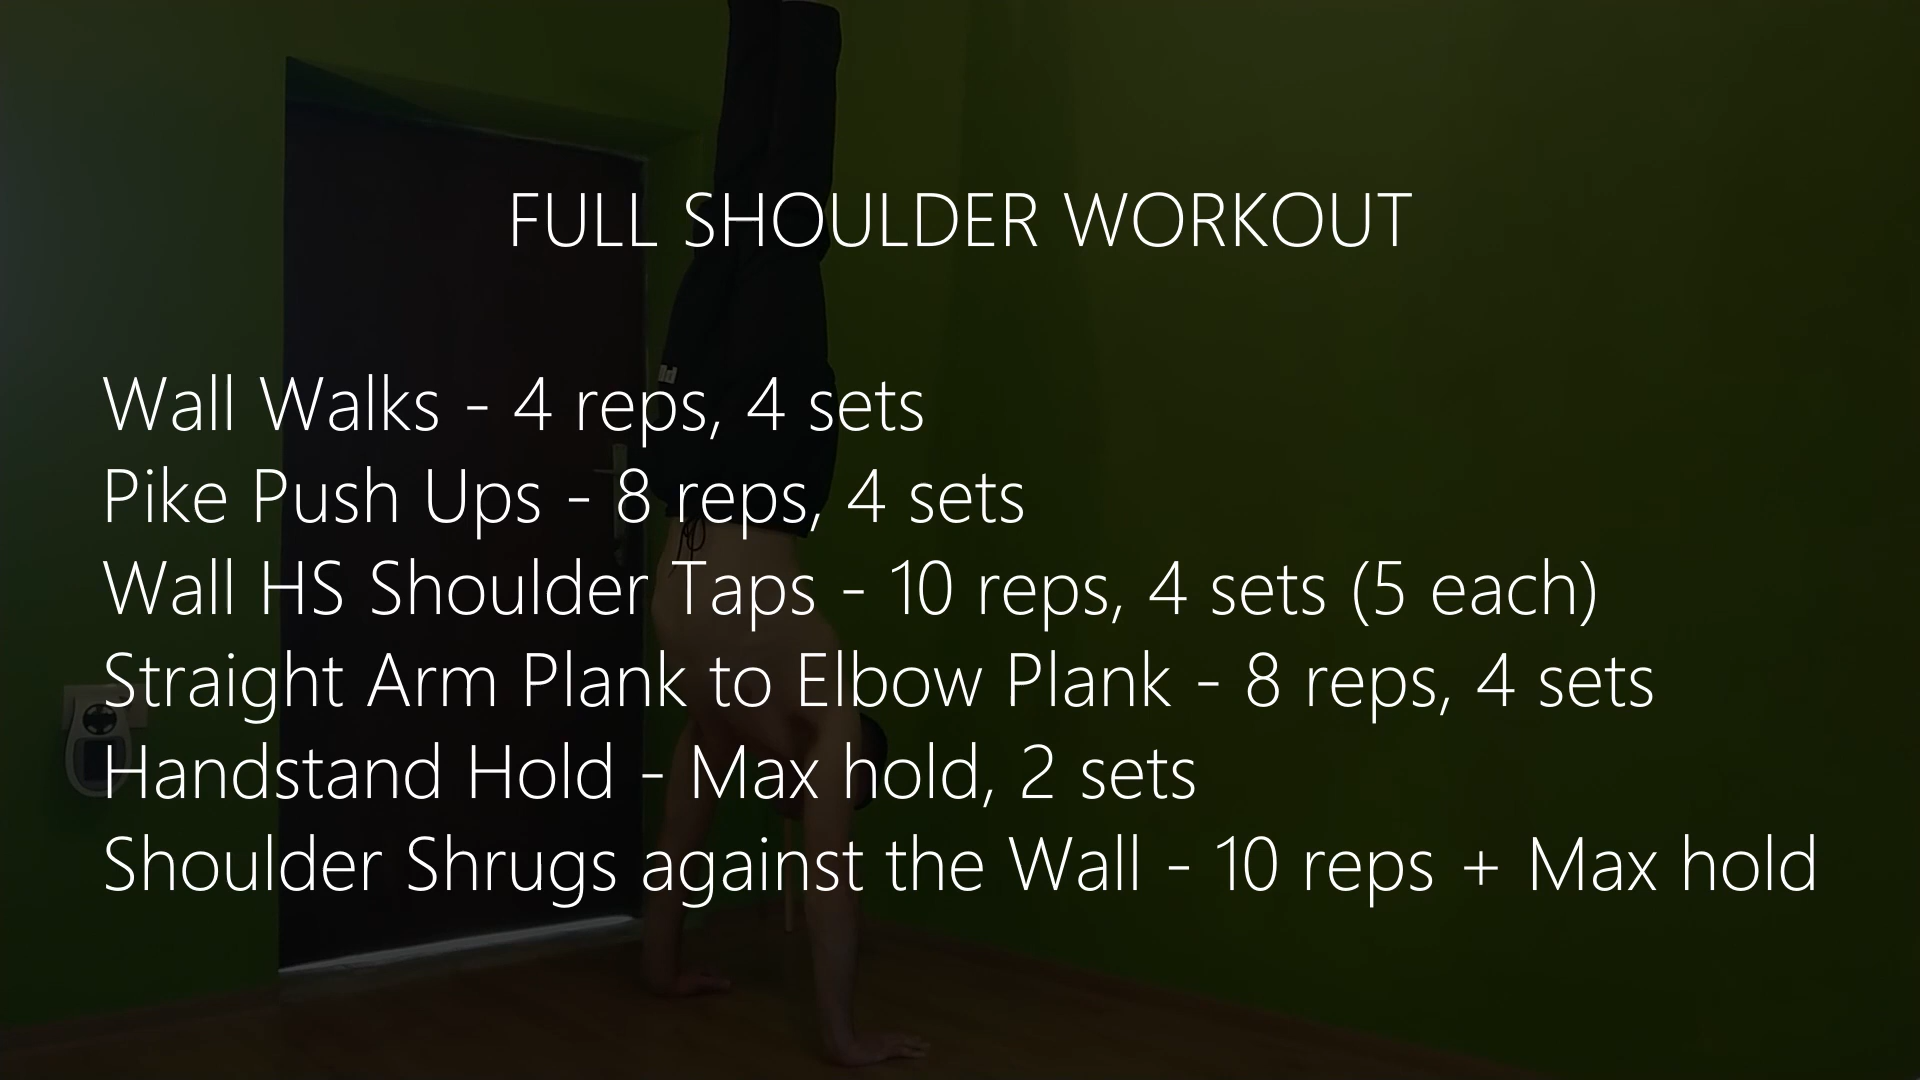 FULL SHOULDER WORKOUT
Wall Walks - 4 reps, 4 sets
Pike Push Ups - 8 reps, 4 sets
Wall HS Shoulder Taps - 10 reps, 4 sets (5 each)
Straight Arm Plank to Elbow Plank - 8 reps, 4 sets
Handstand Hold - Max hold, 2 sets
Shoulder Shrugs against the Wall - 10 reps + Max hold